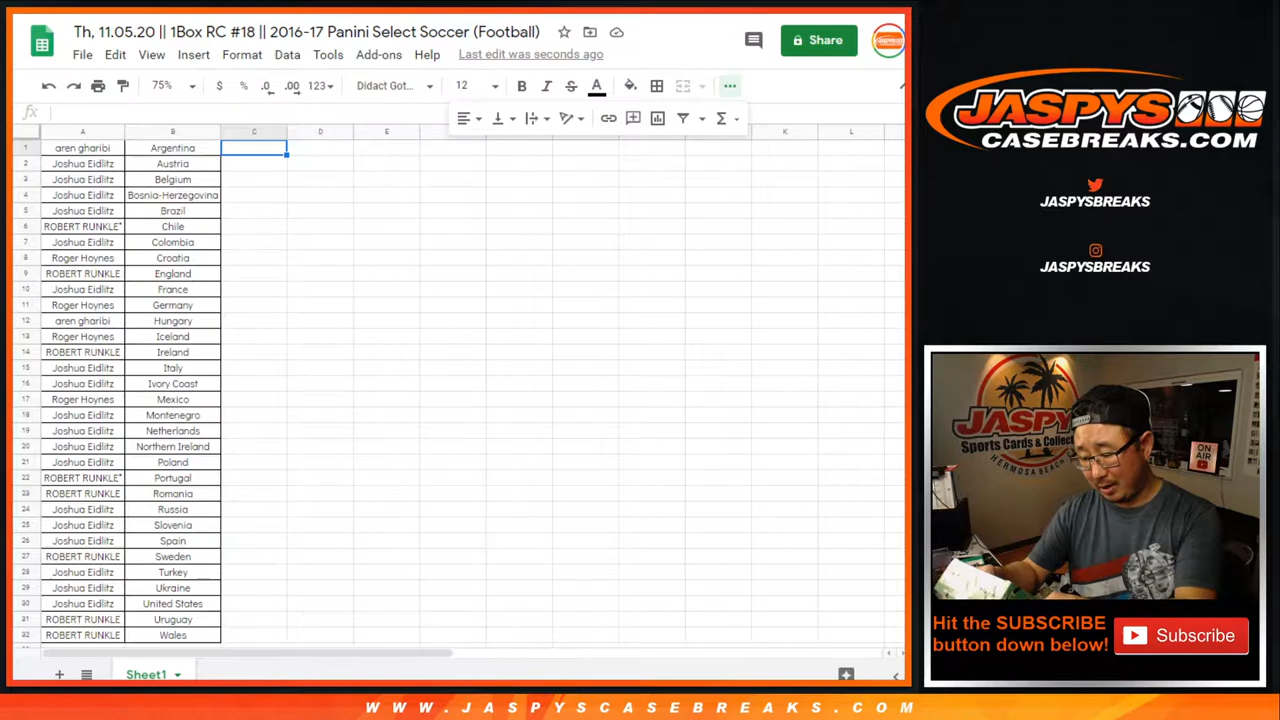 Th, 11.05.20 || 1Box RC #18 || 2016-17 Panini Select Soccer (Football)
File Edit View Insert Format Data Tools Add-ons Help Last edit was seconds ago
Share
75% $ % .0 .00 123 Didact Got... 12 B I S A
fx
A B C D E K L
1 aren gharibi Argentina
2 Joshua Eidlitz Austria
3 Joshua Eidlitz Belgium
4 Joshua Eidlitz Bosnia-Herzegovina
5 Joshua Eidlitz Brazil
6 ROBERT RUNKLE* Chile
7 Joshua Eidlitz Colombia
8 Roger Hoynes Croatia
9 ROBERT RUNKLE England
10 Joshua Eidlitz France
11 Roger Hoynes Germany
12 aren gharibi Hungary
13 Roger Hoynes Iceland
14 ROBERT RUNKLE Ireland
15 Joshua Eidlitz Italy
16 Joshua Eidlitz Ivory Coast
17 Roger Hoynes Mexico
18 Joshua Eidlitz Montenegro
19 Joshua Eidlitz Netherlands
20 Joshua Eidlitz Northern Ireland
21 Joshua Eidlitz Poland
22 ROBERT RUNKLE* Portugal
23 ROBERT RUNKLE Romania
24 Joshua Eidlitz Russia
25 Joshua Eidlitz Slovenia
26 Joshua Eidlitz Spain
27 ROBERT RUNKLE Sweden
28 Joshua Eidlitz Turkey
29 Joshua Eidlitz Ukraine
30 Joshua Eidlitz United States
31 ROBERT RUNKLE Uruguay
32 ROBERT RUNKLE Wales
Sheet1
JASPYS
CASEBREAKS.COM
JASPYSBREAKS
JASPYSBREAKS
JASPYS
Sports Cards & Collect
HERMOSA BEACH
ON AIR
Hit the SUBSCRIBE
button down below!
Subscribe
WWW.JASPYSCASEBREAKS.COM